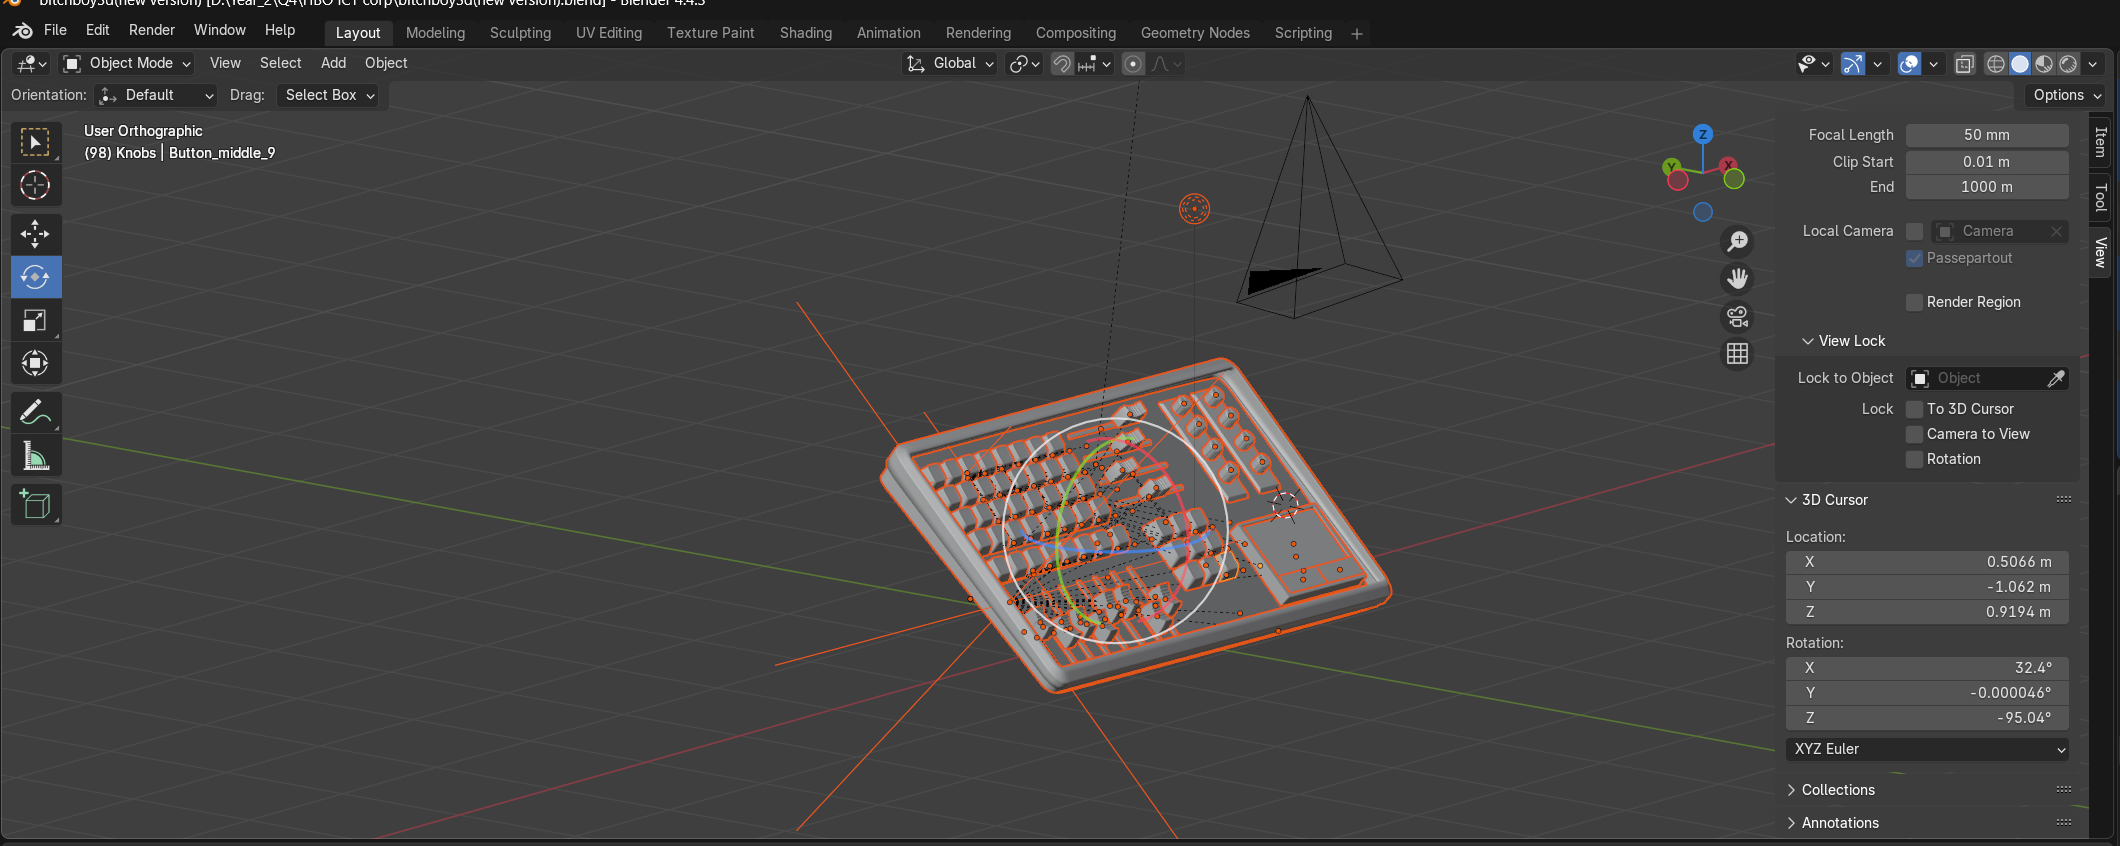 bitchboy3d(new version) [D:\Year_2\Q4\HBO ICT corp\bitchboy3d(new version).blend] - Blender 4.4.3
File Edit Render Window Help Layout Modeling Sculpting UV Editing Texture Paint Shading Animation Rendering Compositing Geometry Nodes Scripting +
Object Mode View Select Add Object Global
Orientation: Default Drag: Select Box Options
User Orthographic
(98) Knobs | Button_middle_9
Z
Y X
Item
Tool
View
Focal Length 50 mm
Clip Start 0.01 m
End 1000 m
Local Camera Camera
Passepartout
Render Region
View Lock
Lock to Object Object
Lock To 3D Cursor
Camera to View
Rotation
3D Cursor
Location:
X 0.5066 m
Y -1.062 m
Z 0.9194 m
Rotation:
X 32.4°
Y -0.000046°
Z -95.04°
XYZ Euler
Collections
Annotations